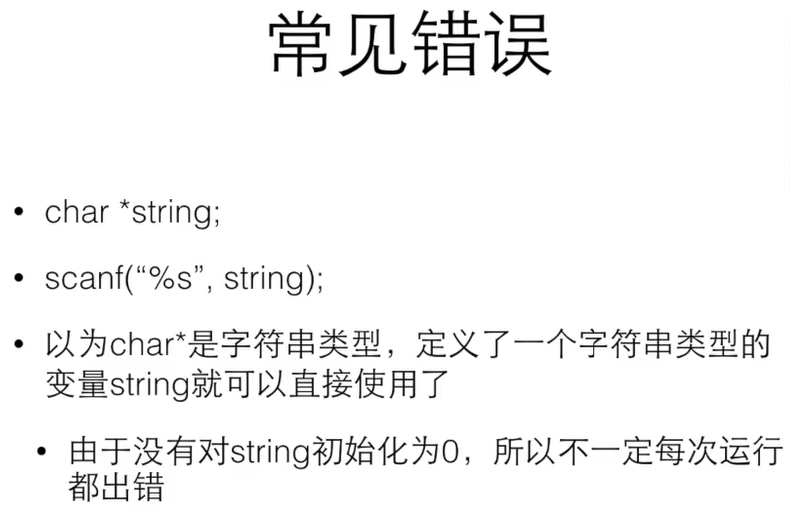 常见错误
• char *string;
• scanf(“%s”, string);
• 以为char*是字符串类型，定义了一个字符串类型的
变量string就可以直接使用了
• 由于没有对string初始化为0，所以不一定每次运行
都出错